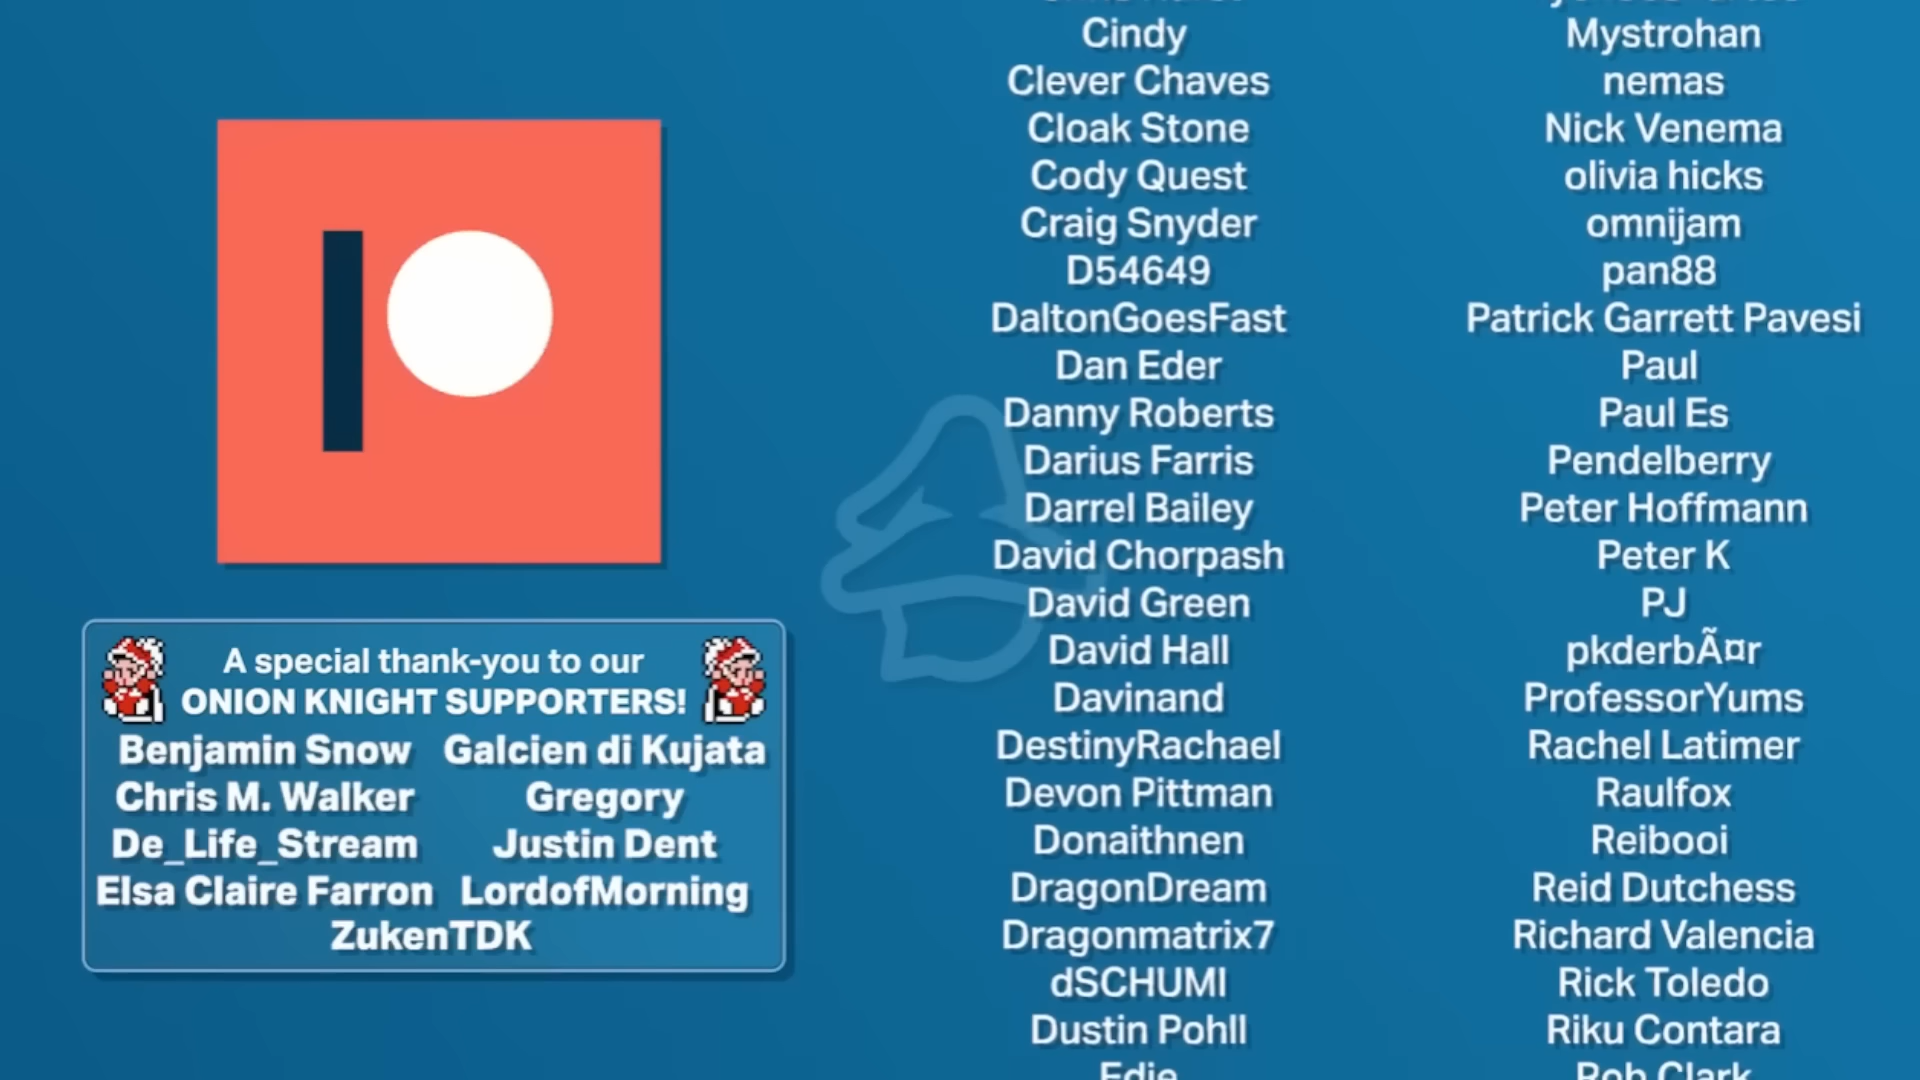 A special thank-you to our
ONION KNIGHT SUPPORTERS!
Benjamin Snow
Galcien di Kujata
Chris M. Walker
Gregory
De_Life_Stream
Justin Dent
Elsa Claire Farron
LordofMorning
ZukenTDK
Cindy
Clever Chaves
Cloak Stone
Cody Quest
Craig Snyder
D54649
DaltonGoesFast
Dan Eder
Danny Roberts
Darius Farris
Darrel Bailey
David Chorpash
David Green
David Hall
Davinand
DestinyRachael
Devon Pittman
Donaithnen
DragonDream
Dragonmatrix7
dSCHUMI
Dustin Pohll
Edie
Mystrohan
nemas
Nick Venema
olivia hicks
omnijam
pan88
Patrick Garrett Pavesi
Paul
Paul Es
Pendelberry
Peter Hoffmann
Peter K
PJ
pkderbÃ¤r
ProfessorYums
Rachel Latimer
Raulfox
Reibooi
Reid Dutchess
Richard Valencia
Rick Toledo
Riku Contara
Rob Clark